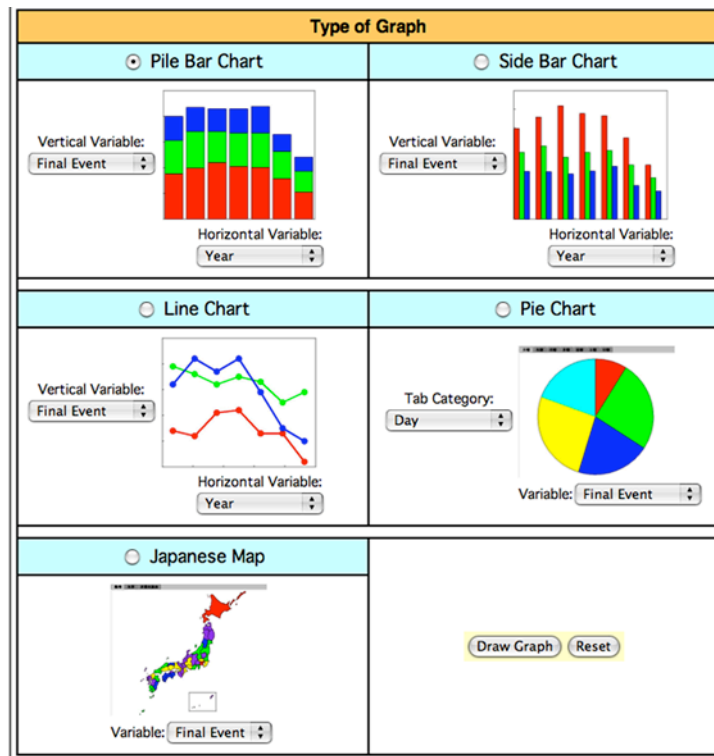 Type of Graph
Pile Bar Chart
Side Bar Chart
Vertical Variable:
Final Event
Horizontal Variable:
Year
Vertical Variable:
Final Event
Horizontal Variable:
Year
Line Chart
Pie Chart
Vertical Variable:
Final Event
Horizontal Variable:
Year
Tab Category:
Day
Variable: Final Event
Japanese Map
Variable: Final Event
Draw Graph Reset